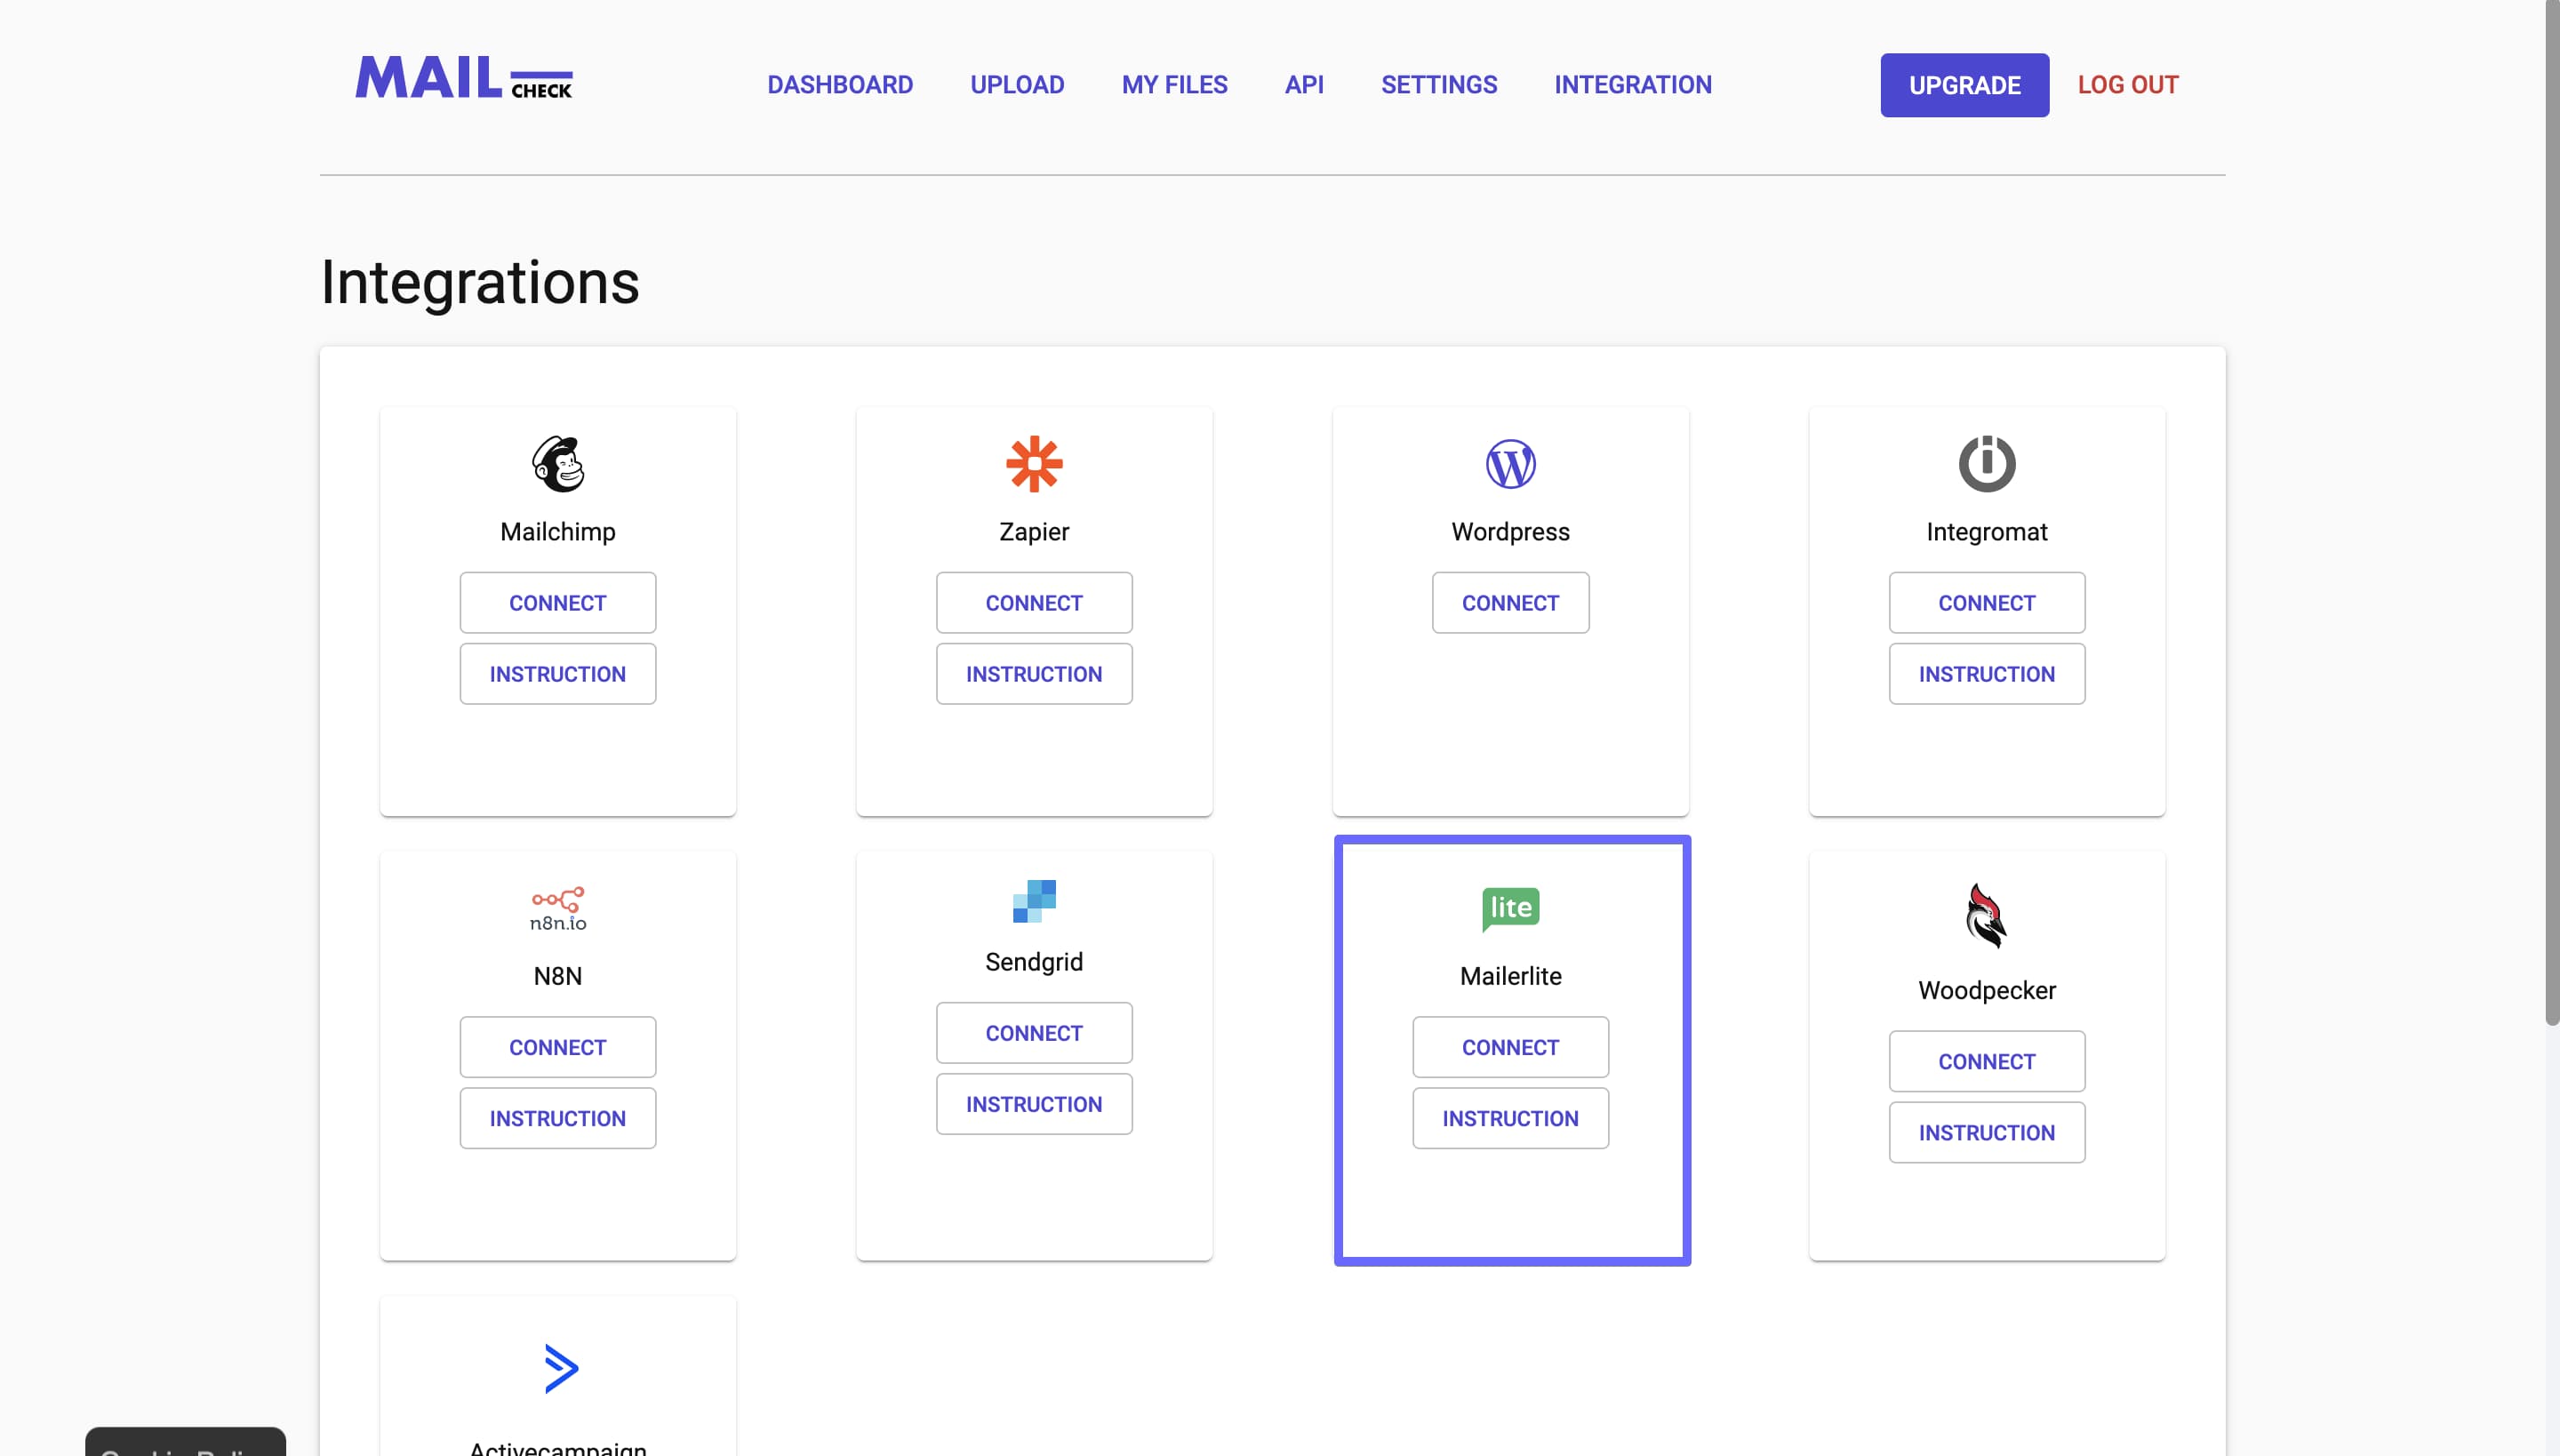 MAIL CHECK DASHBOARD UPLOAD MY FILES API SETTINGS INTEGRATION UPGRADE LOG OUT
Integrations
Mailchimp
CONNECT
INSTRUCTION
Zapier
CONNECT
INSTRUCTION
W
Wordpress
CONNECT
Integromat
CONNECT
INSTRUCTION
n8n.io
N8N
CONNECT
INSTRUCTION
Sendgrid
CONNECT
INSTRUCTION
lite
Mailerlite
CONNECT
INSTRUCTION
Woodpecker
CONNECT
INSTRUCTION
Activecampaign